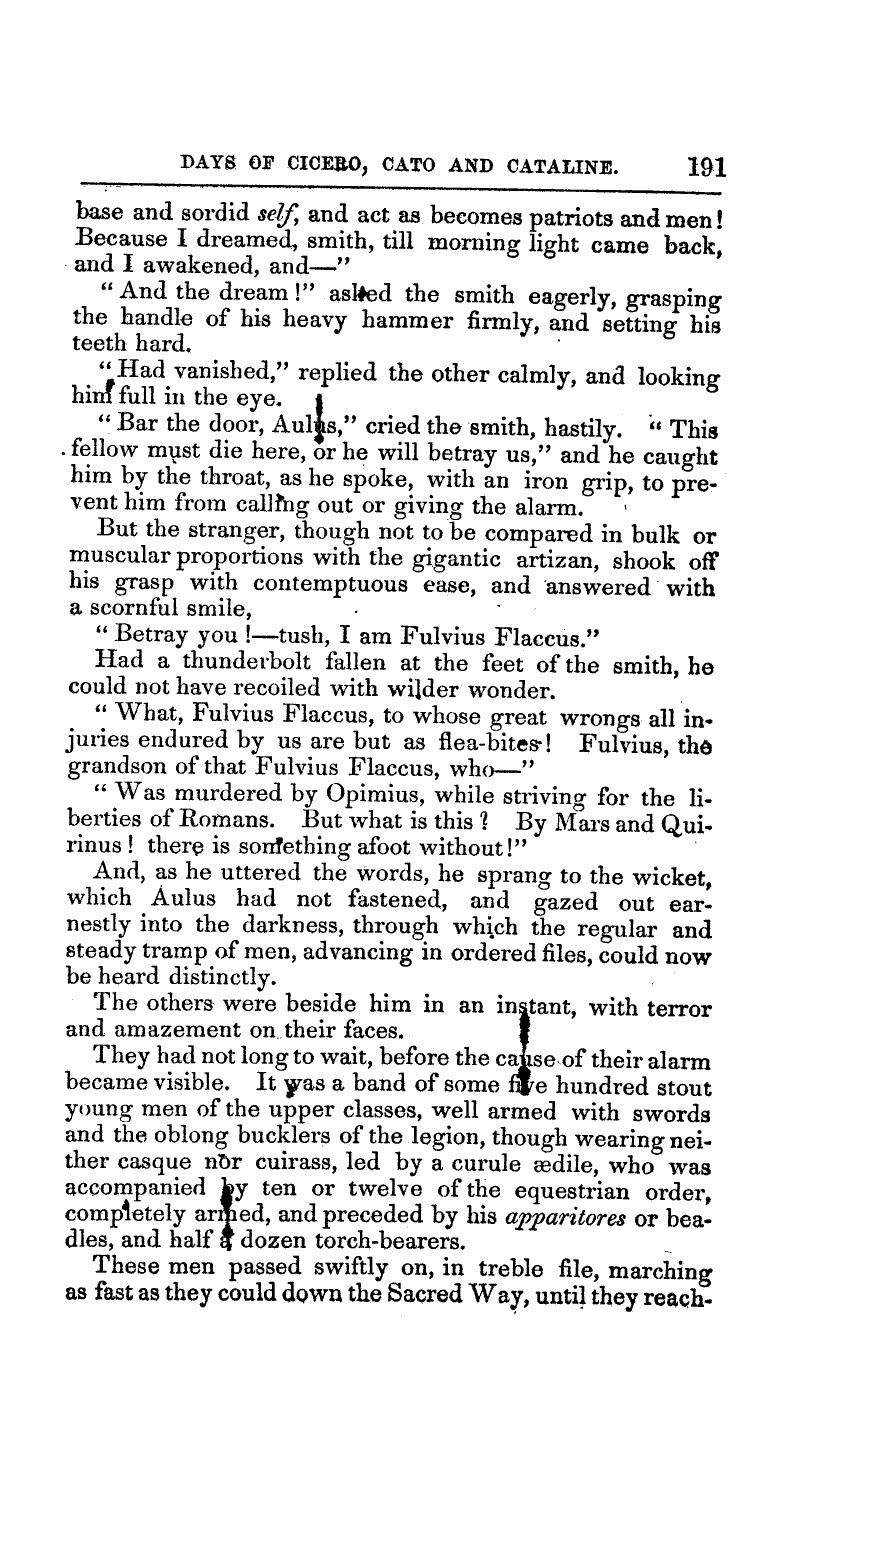 DAYS OF CICERO, CATO AND CATALINE. 191
base and sordid self, and act as becomes patriots and men!
Because I dreamed, smith, till morning light came back,
and I awakened, and—”
“ And the dream !” asked the smith eagerly, grasping
the handle of his heavy hammer firmly, and setting his
teeth hard.
“ Had vanished,” replied the other calmly, and looking
him full in the eye.
“ Bar the door, Aulus,” cried the smith, hastily. “ This
fellow must die here, or he will betray us,” and he caught
him by the throat, as he spoke, with an iron grip, to pre-
vent him from calling out or giving the alarm.
But the stranger, though not to be compared in bulk or
muscular proportions with the gigantic artizan, shook off
his grasp with contemptuous ease, and answered with
a scornful smile,
“ Betray you !—tush, I am Fulvius Flaccus.”
Had a thunderbolt fallen at the feet of the smith, he
could not have recoiled with wilder wonder.
“ What, Fulvius Flaccus, to whose great wrongs all in-
juries endured by us are but as flea-bites! Fulvius, the
grandson of that Fulvius Flaccus, who—”
“ Was murdered by Opimius, while striving for the li-
berties of Romans. But what is this ? By Mars and Qui-
rinus ! there is something afoot without!”
And, as he uttered the words, he sprang to the wicket,
which Aulus had not fastened, and gazed out ear-
nestly into the darkness, through which the regular and
steady tramp of men, advancing in ordered files, could now
be heard distinctly.
The others were beside him in an instant, with terror
and amazement on their faces.
They had not long to wait, before the cause of their alarm
became visible. It was a band of some five hundred stout
young men of the upper classes, well armed with swords
and the oblong bucklers of the legion, though wearing nei-
ther casque nor cuirass, led by a curule ædile, who was
accompanied by ten or twelve of the equestrian order,
completely armed, and preceded by his apparitores or bea-
dles, and half a dozen torch-bearers.
These men passed swiftly on, in treble file, marching
as fast as they could down the Sacred Way, until they reach-